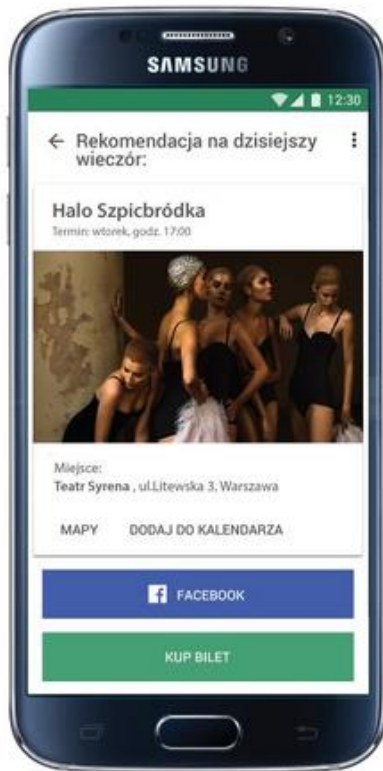 SAMSUNG
12:30
Rekomendacja na dzisiejszy
wieczór:
Halo Szpicbródka
Termin: wtorek, godz. 17:00
Miejsce:
Teatr Syrena , ul.Litewska 3, Warszawa
MAPY DODAJ DO KALENDARZA
FACEBOOK
KUP BILET